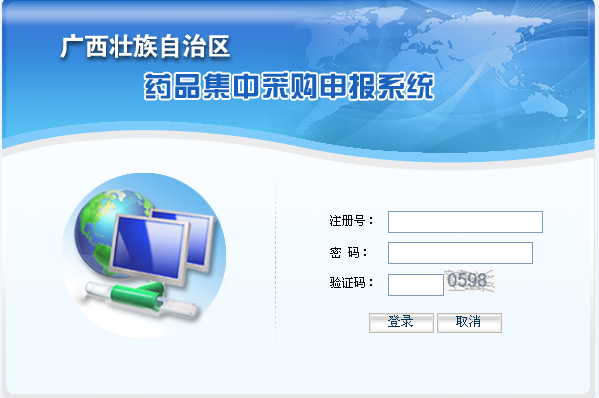 广西壮族自治区
药品集中采购申报系统
注册号：
密 码：
验证码： 0598
登录 取消